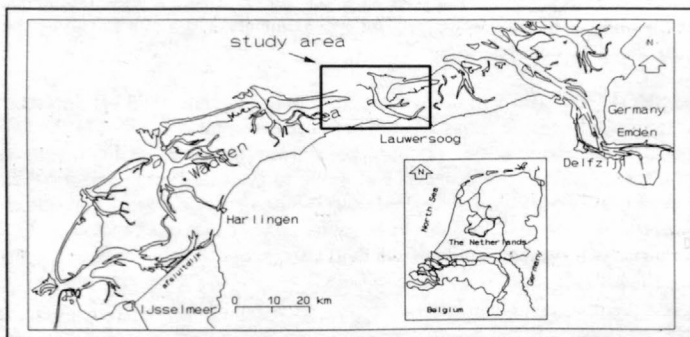 study area
N
Germany
Emden
Delfzijl
Lauwersoog
Wadden Sea
Harlingen
afsluitdijk
IJsselmeer
0 10 20 km
N
North Sea
The Netherlands
Germany
Belgium